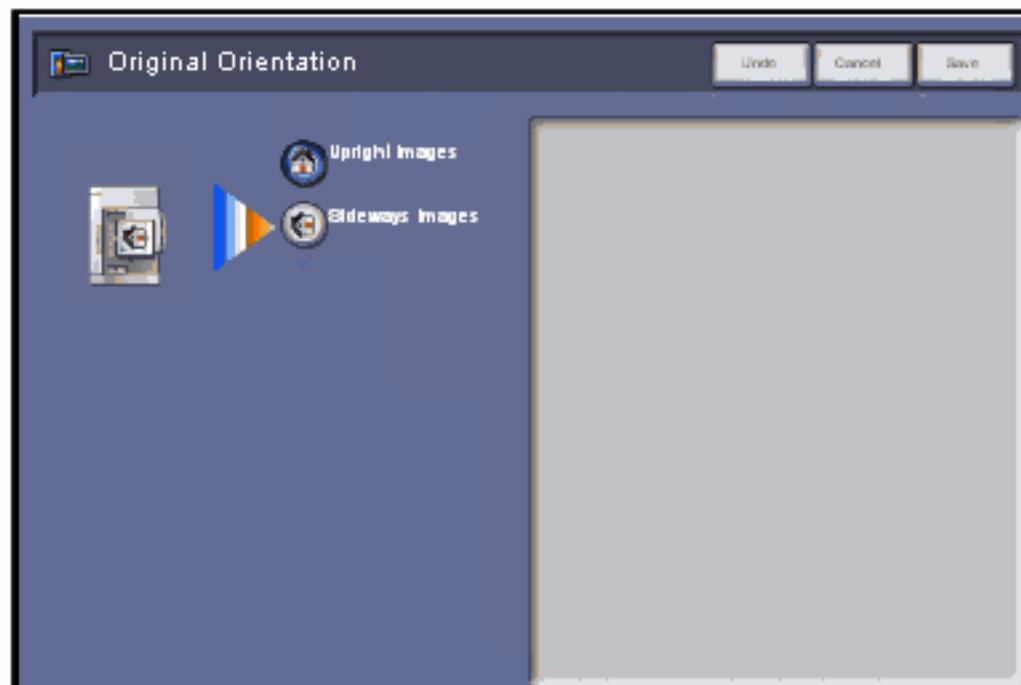 Original Orientation
Undo
Cancel
Save
Upright Images
Sideways Images